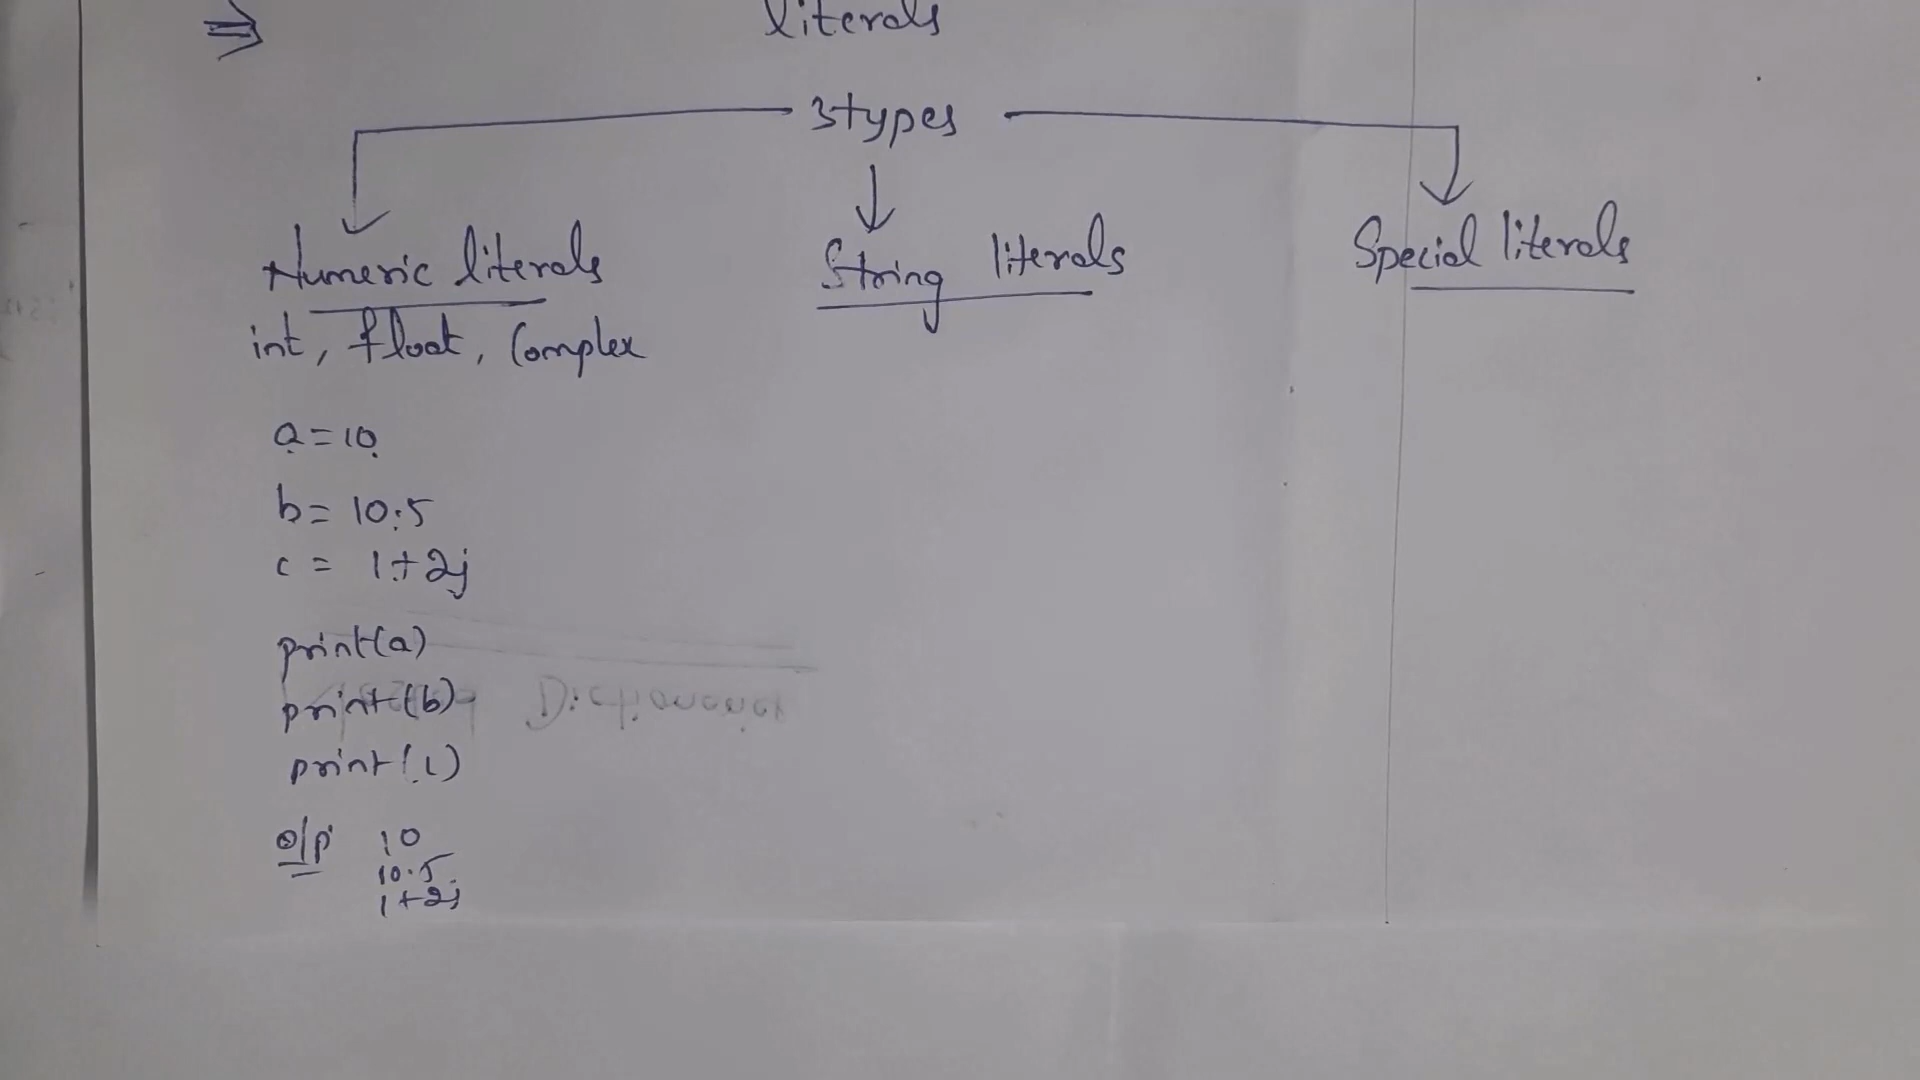 ⇒ literals
3types
Numeric literals
String literals
Special literals
int, float, Complex
a=10
b= 10.5
c = 1+2j
print(a)
print(b)
print(c)
o/p 10
10.5
1+2j